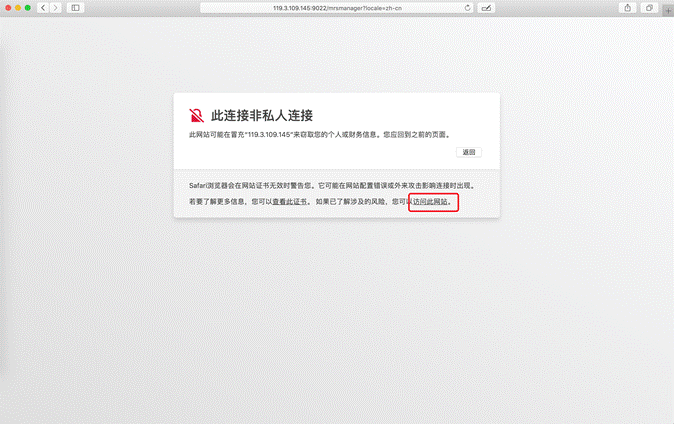 119.3.109.145:9022/mrsmanager?locale=zh-cn
此连接非私人连接
此网站可能在冒充“119.3.109.145”来窃取您的个人或财务信息。您应回到之前的页面。
返回
Safari浏览器会在网站证书无效时警告您。它可能在网站配置错误或外来攻击影响连接时出现。
若要了解更多信息，您可以查看此证书。如果已了解涉及的风险，您可以访问此网站。